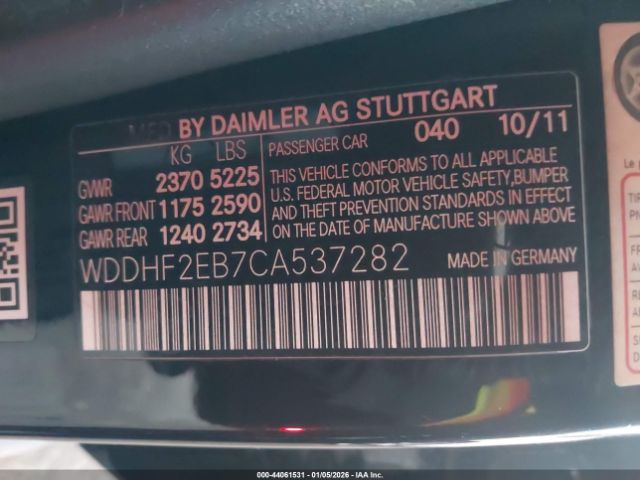 MFD BY DAIMLER AG STUTTGART
KG LBS
GVWR 2370 5225
GAWR FRONT 1175 2590
GAWR REAR 1240 2734
PASSENGER CAR 040 10/11
THIS VEHICLE CONFORMS TO ALL APPLICABLE
U.S. FEDERAL MOTOR VEHICLE SAFETY,BUMPER
AND THEFT PREVENTION STANDARDS IN EFFECT
ON THE DATE OF MANUFACTURE SHOWN ABOVE
WDDHF2EB7CA537282 MADE IN GERMANY
Le p
000-44061531 - 01/05/2026 - IAA Inc.